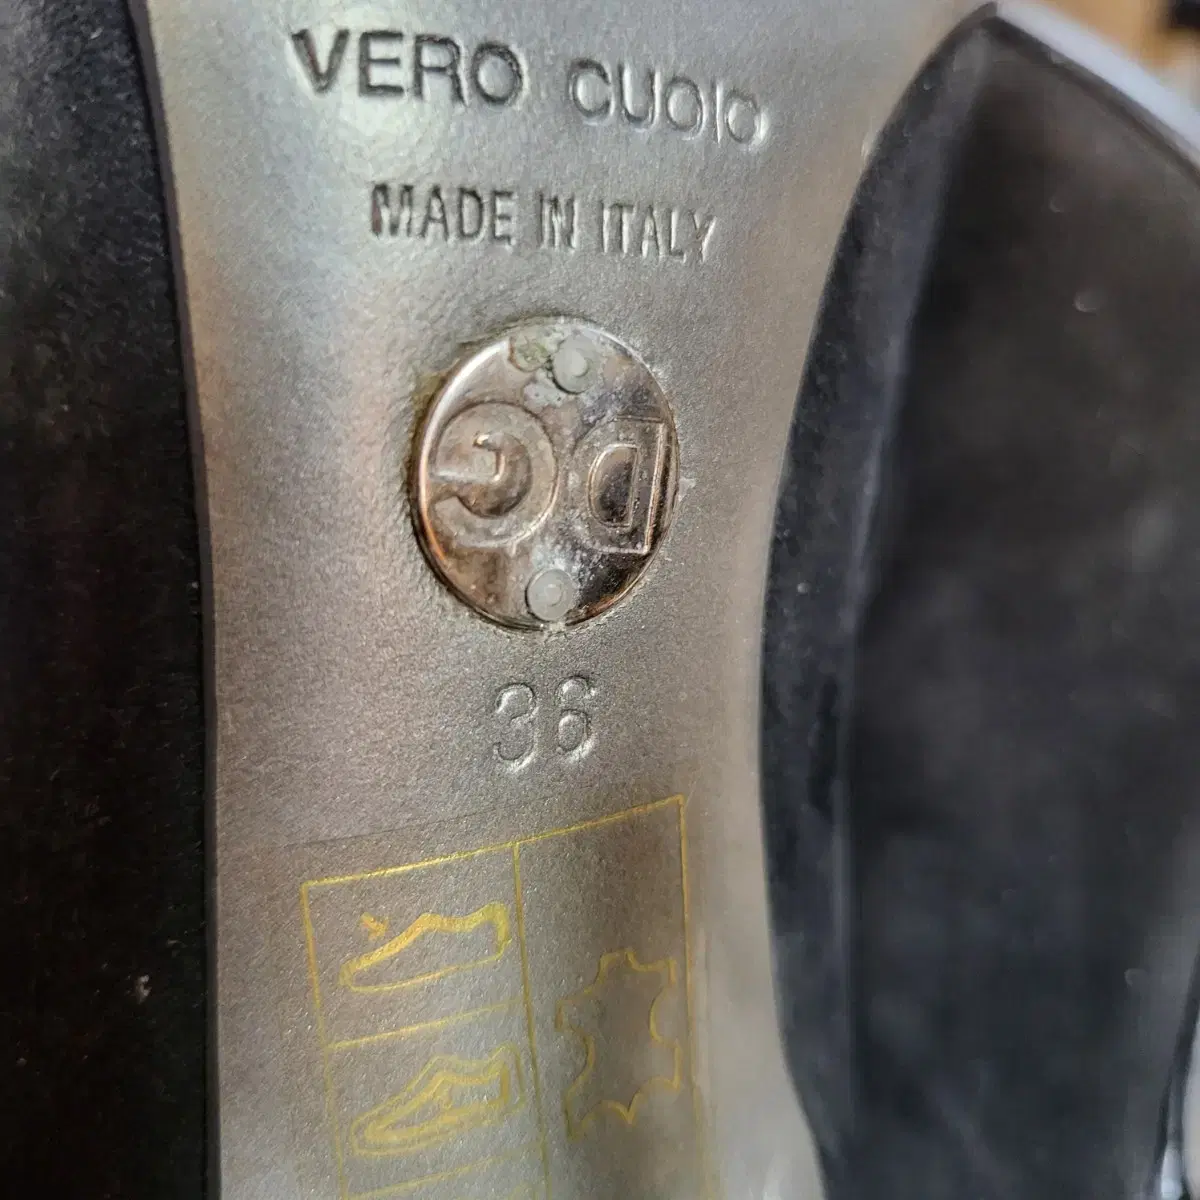 VERO CUOIO
MADE IN ITALY
DG
36